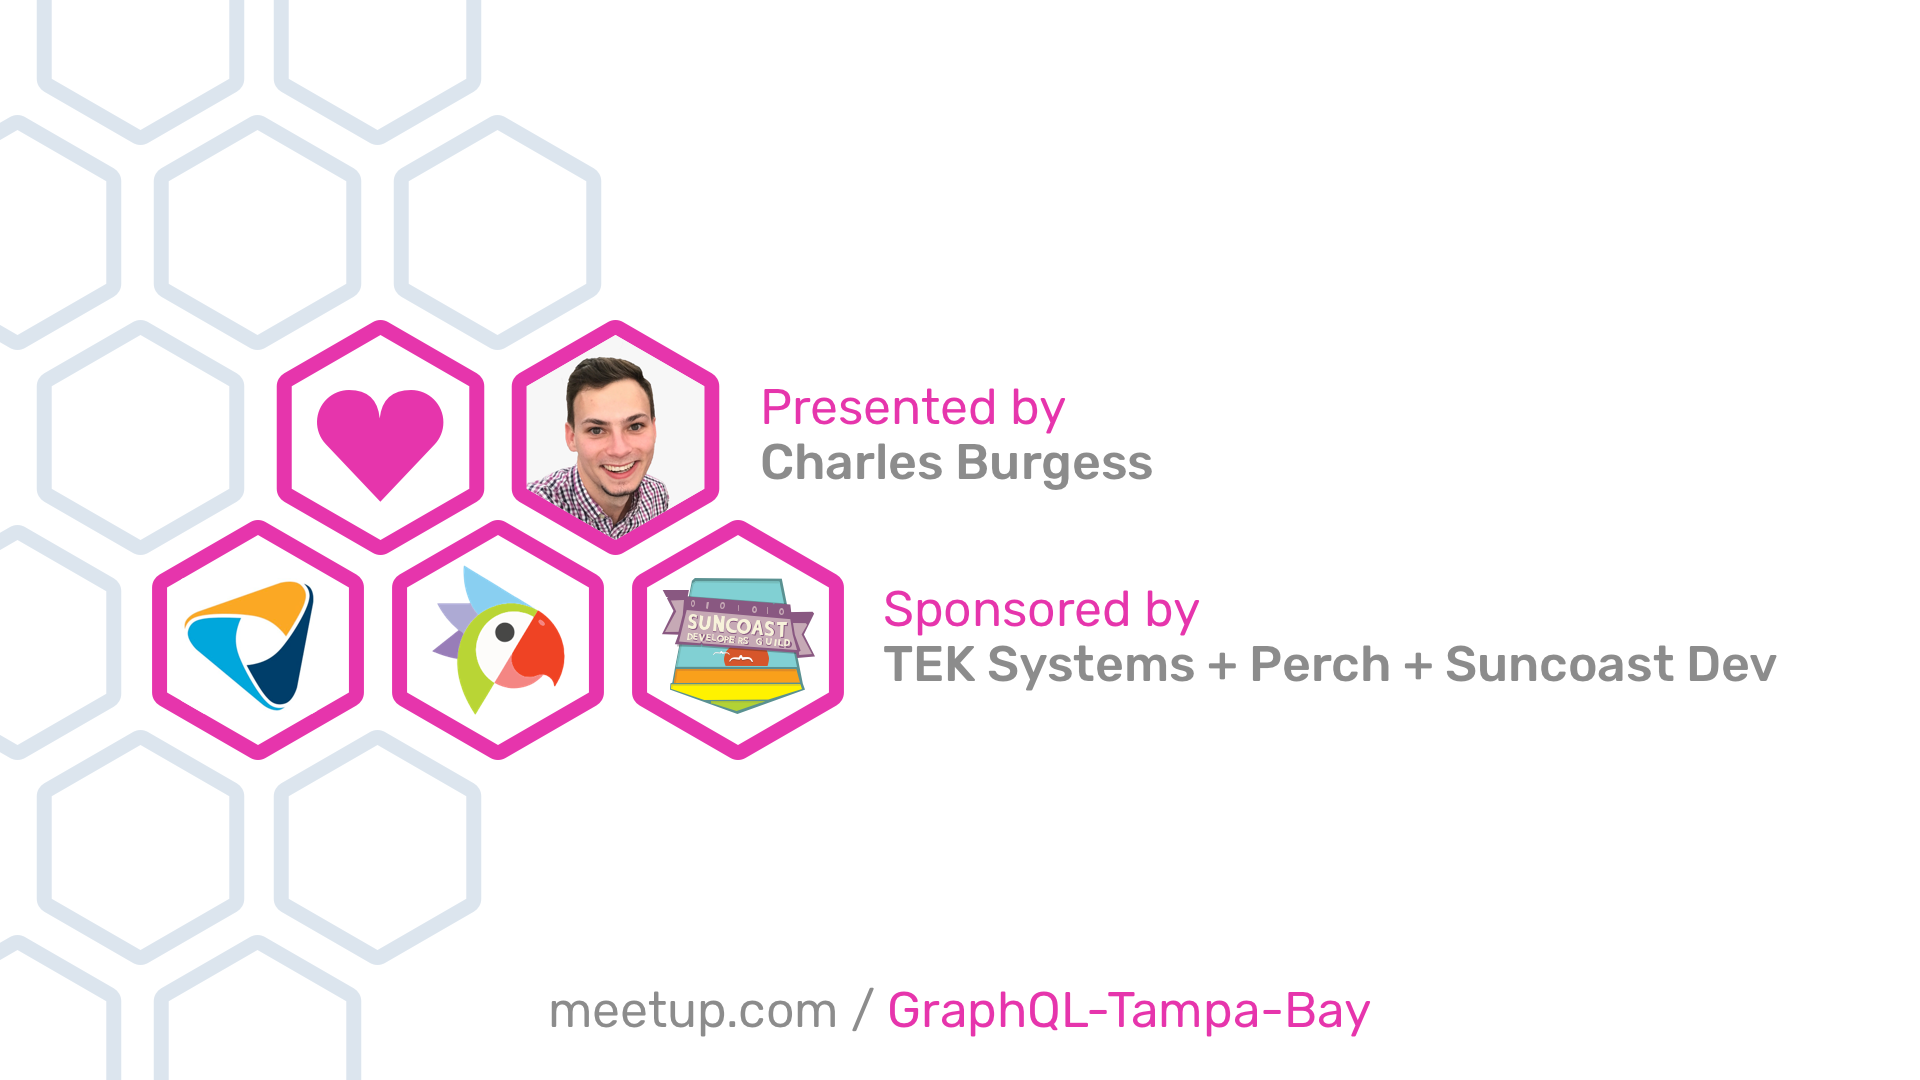 Presented by
Charles Burgess
SUNCOAST
DEVELOPERS GUILD
Sponsored by
TEK Systems + Perch + Suncoast Dev
meetup.com / GraphQL-Tampa-Bay